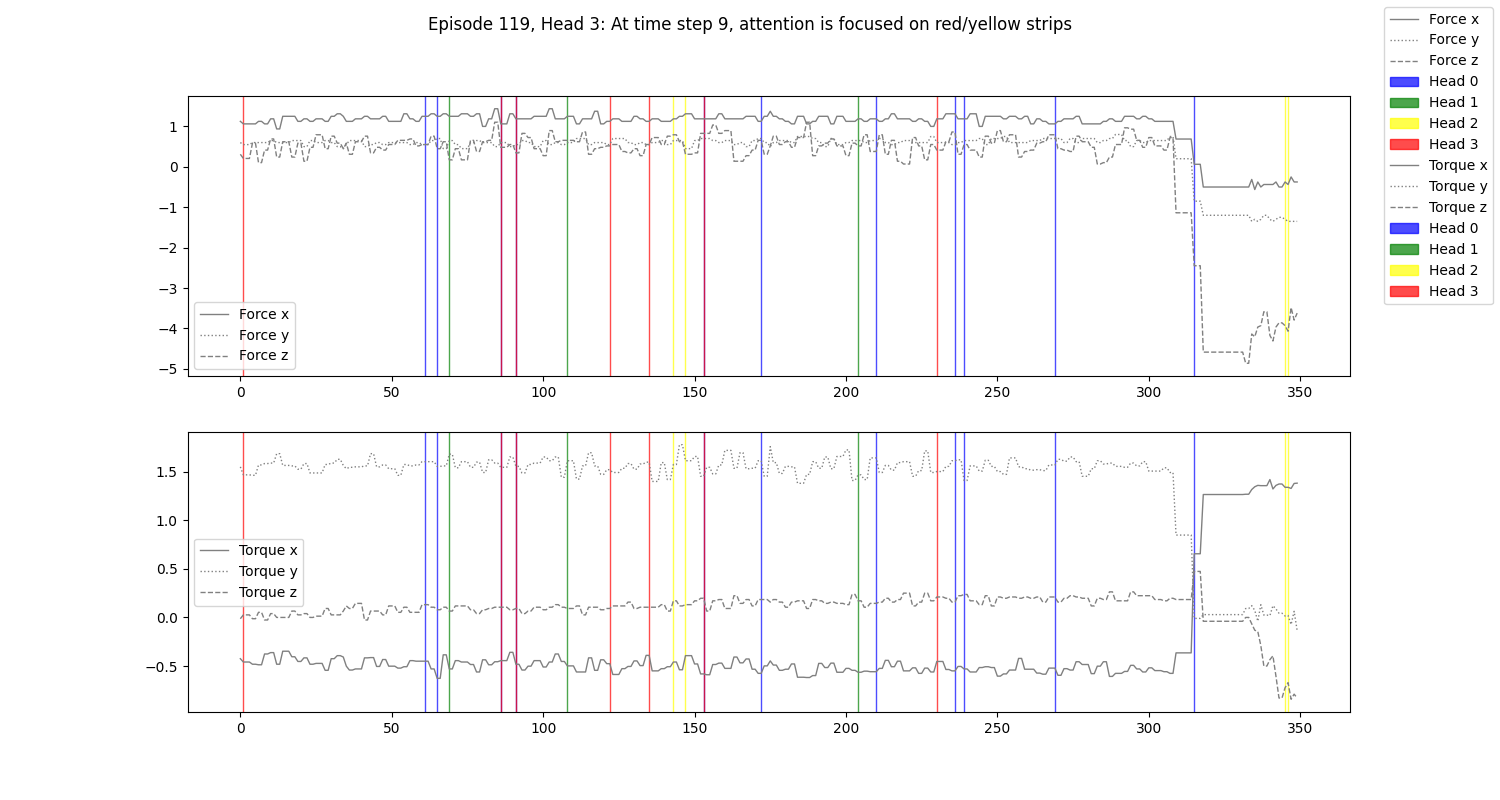 Episode 119, Head 3: At time step 9, attention is focused on red/yellow strips
Force x
Force y
Force z
Head 0
Head 1
Head 2
Head 3
Torque x
Torque y
Torque z
Head 0
Head 1
Head 2
Head 3
1
0
−1
−2
−3
−4
−5
Force x
Force y
Force z
0 50 100 150 200 250 300 350
1.5
1.0
0.5
0.0
−0.5
Torque x
Torque y
Torque z
0 50 100 150 200 250 300 350